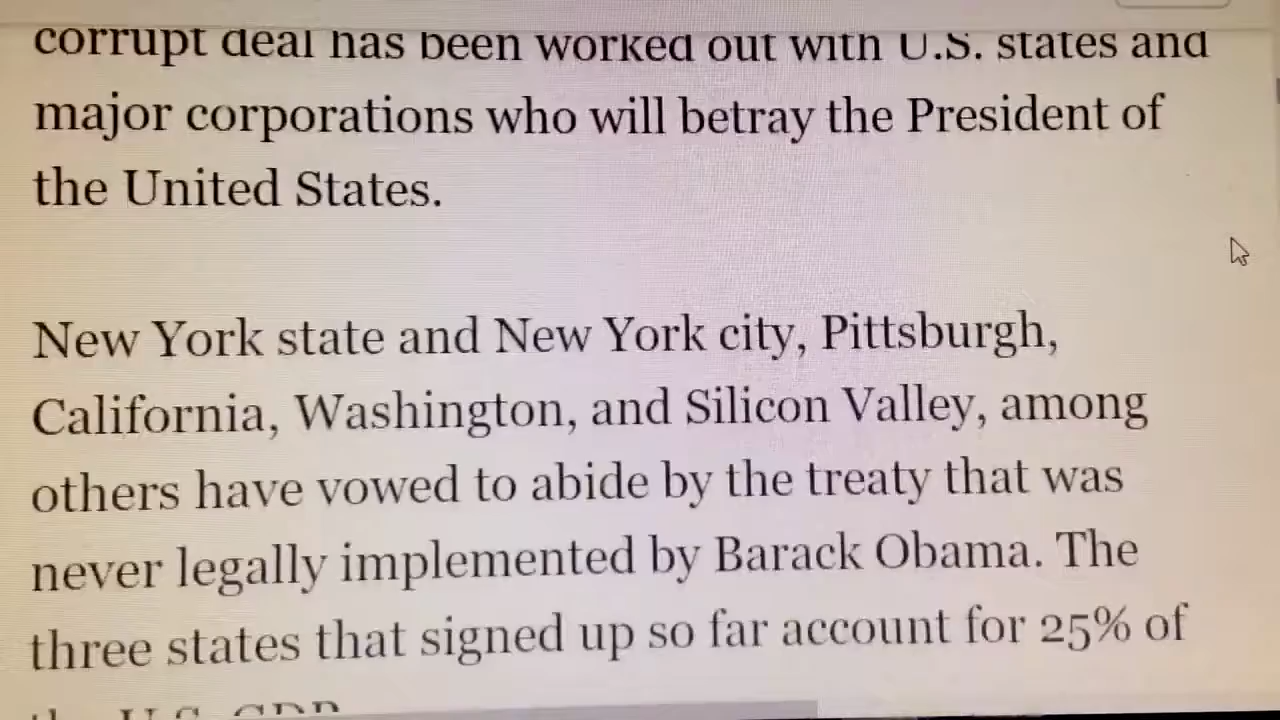 corrupt deal has been worked out with U.S. states and
major corporations who will betray the President of
the United States.
New York state and New York city, Pittsburgh,
California, Washington, and Silicon Valley, among
others have vowed to abide by the treaty that was
never legally implemented by Barack Obama. The
three states that signed up so far account for 25% of
the U.S. GDP